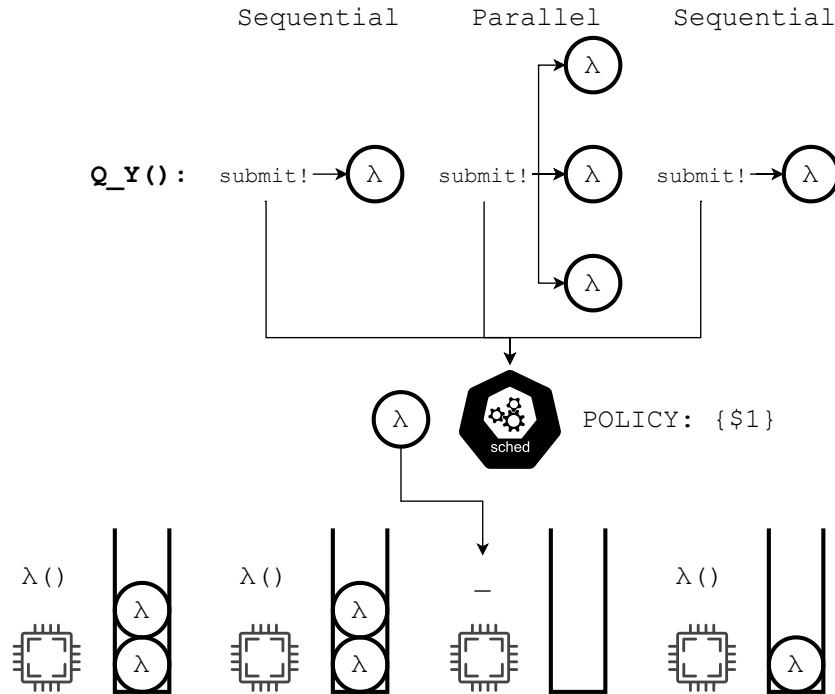 Sequential Parallel Sequential
λ
Q_Y(): submit! λ submit! λ submit! λ
λ
λ sched POLICY: {$1}
λ() λ() _ λ()
λ λ
λ λ λ